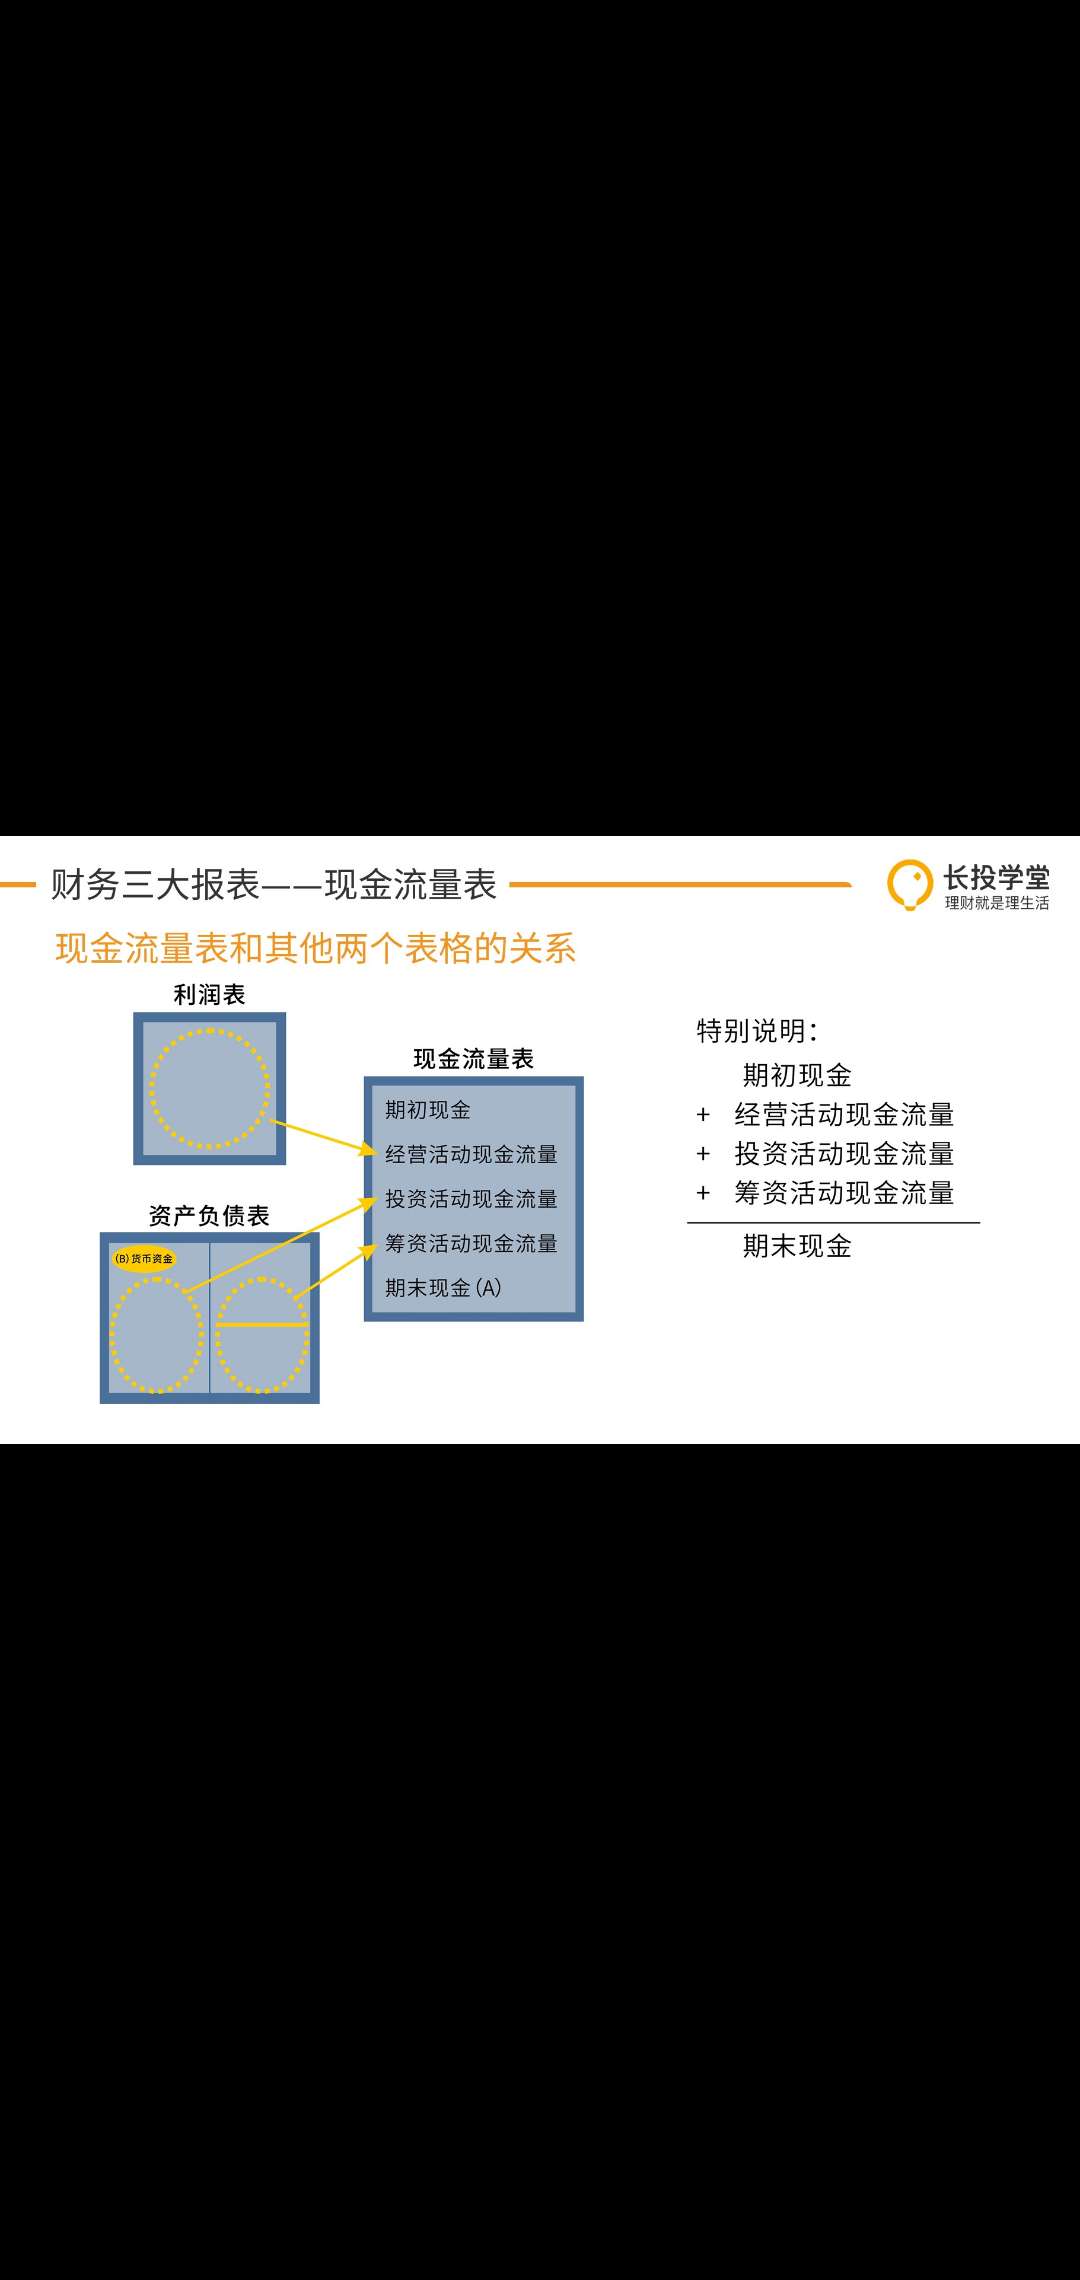 财务三大报表——现金流量表
长投学堂
理财就是理生活
现金流量表和其他两个表格的关系
利润表
现金流量表
期初现金
经营活动现金流量
投资活动现金流量
筹资活动现金流量
期末现金(A)
资产负债表
(B)货币资金
特别说明：
期初现金
+ 经营活动现金流量
+ 投资活动现金流量
+ 筹资活动现金流量
期末现金